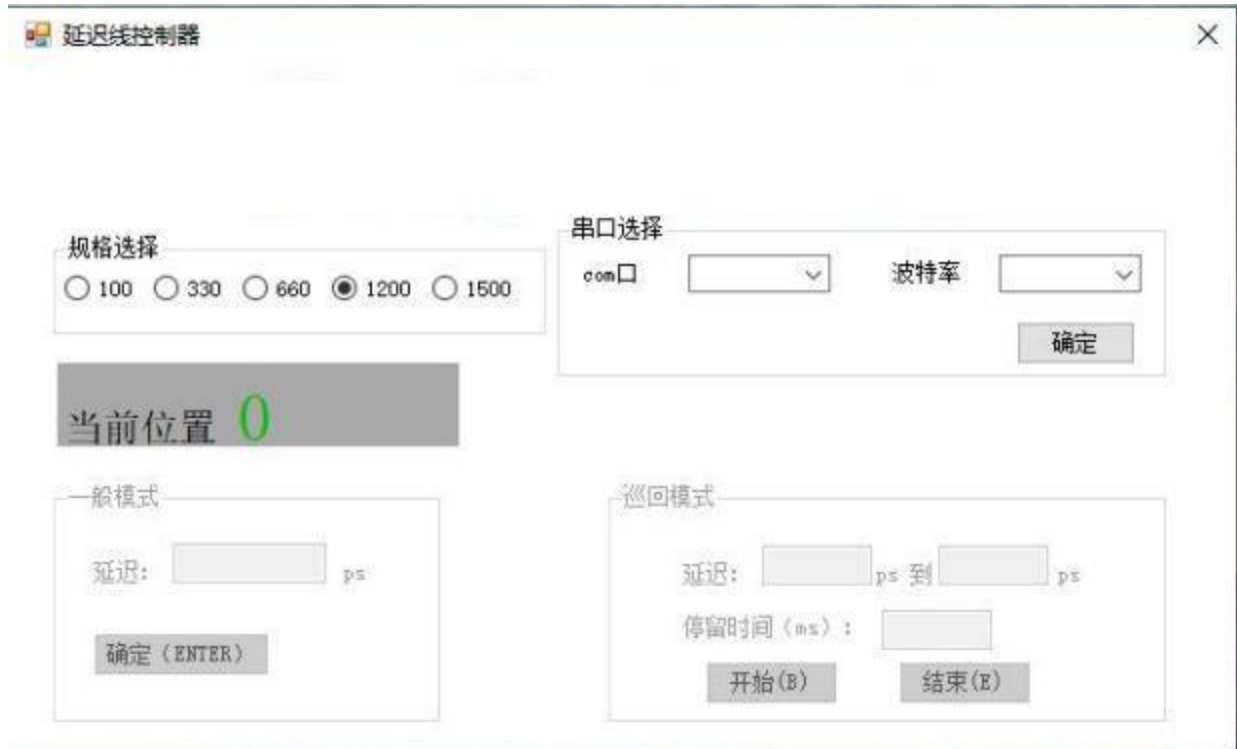 延迟线控制器
规格选择
100 330 660 1200 1500
串口选择
com口 波特率
确定
当前位置 0
一般模式
延迟: ps
确定(ENTER)
巡回模式
延迟: ps 到 ps
停留时间(ms):
开始(B) 结束(E)